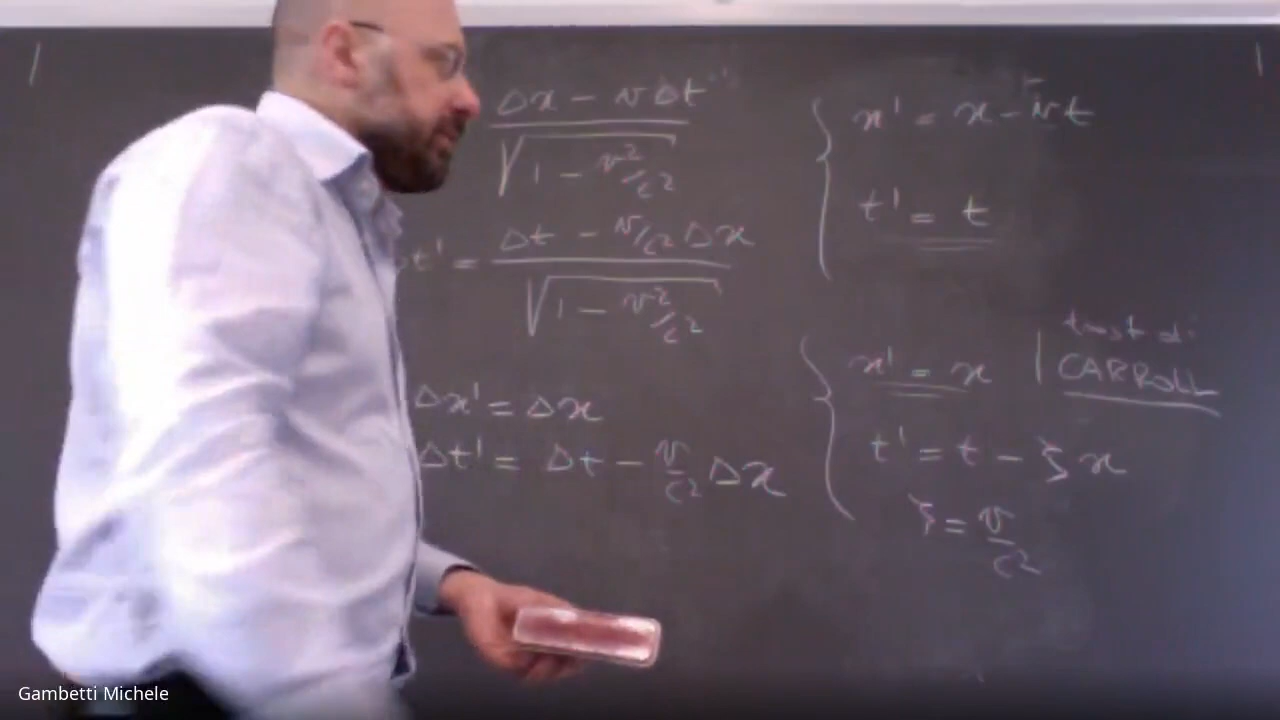 Δx - vΔt
√1 - v²/c²
t' = Δt - v/c² Δx
√1 - v²/c²
Δx' = Δx
Δt' = Δt - v/c² Δx
{ x' = x - vt
t' = t
{ x' = x | CARROLL
t' = t - ζx
ζ = v/c²
Gambetti Michele